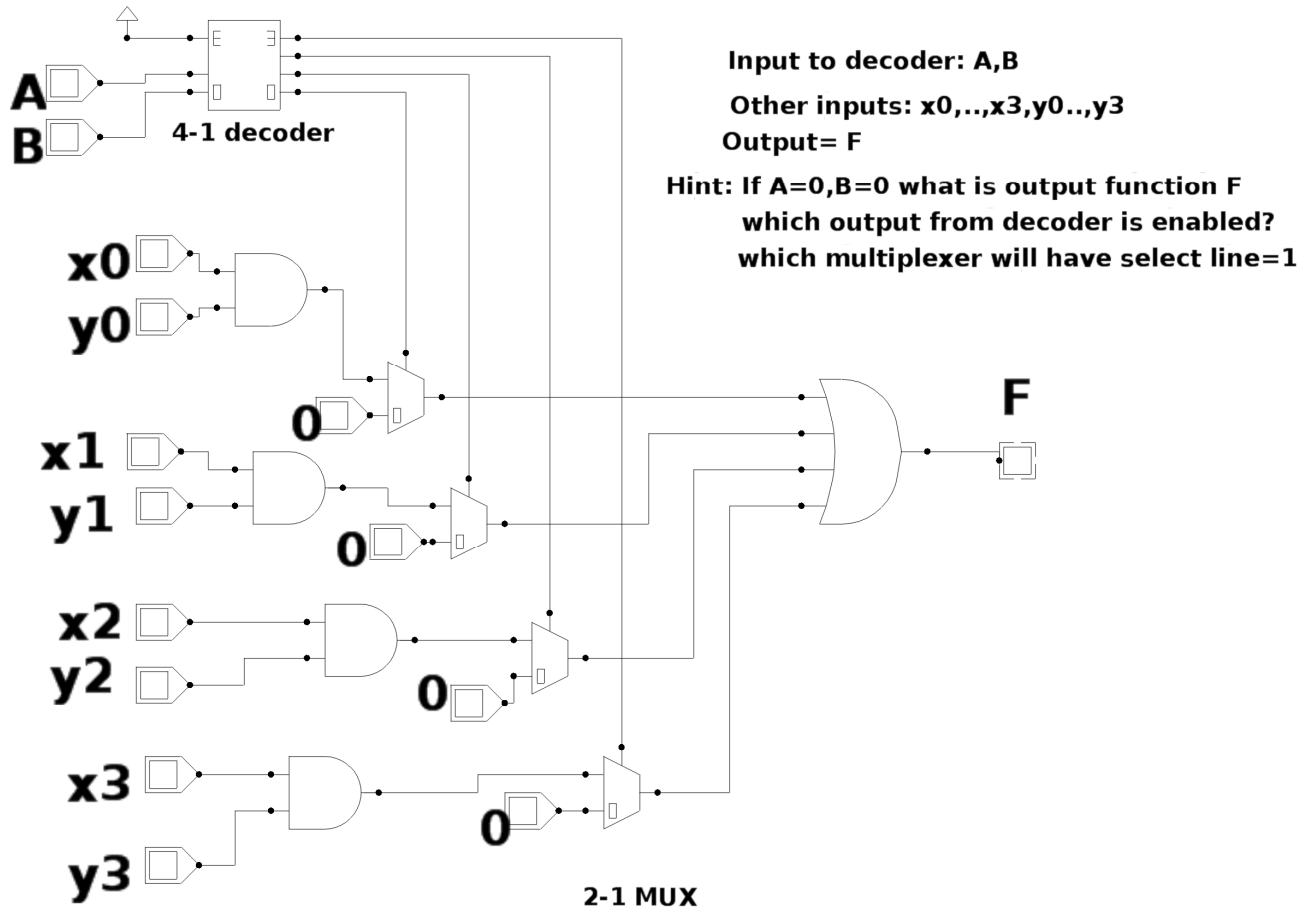 A
B
4-1 decoder
Input to decoder: A,B
Other inputs: x0,..,x3,y0..,y3
Output= F
Hint: If A=0,B=0 what is output function F
which output from decoder is enabled?
which multiplexer will have select line=1
x0
y0
0
F
x1
y1
0
x2
y2
0
x3
0
y3
2-1 MUX